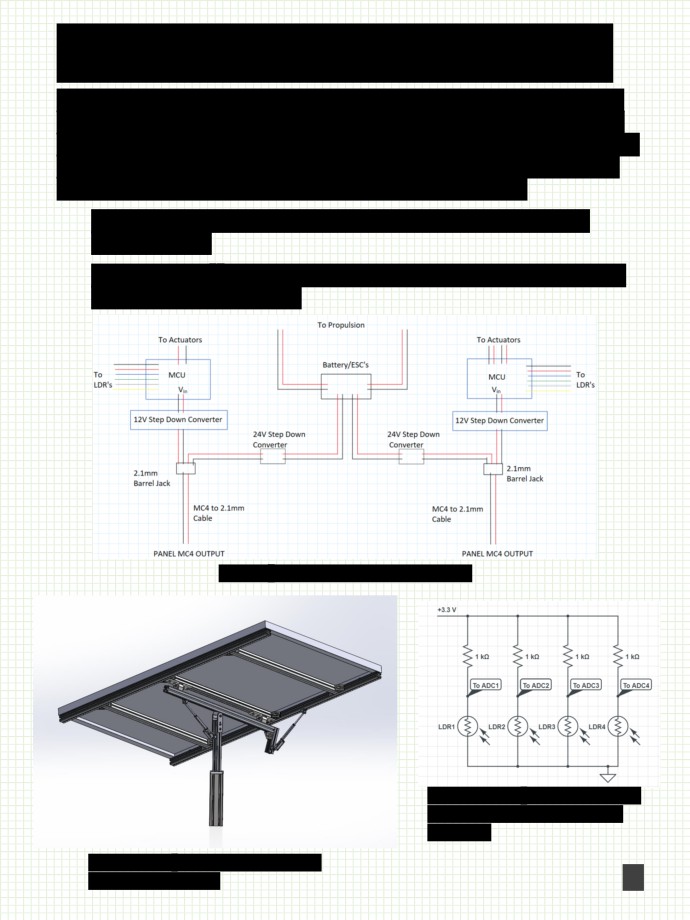 To Propulsion
To Actuators
To Actuators
Battery/ESC's
To
LDR's
MCU
Vin
MCU
Vin
To
LDR's
12V Step Down Converter
12V Step Down Converter
24V Step Down
Converter
24V Step Down
Converter
2.1mm
Barrel Jack
2.1mm
Barrel Jack
MC4 to 2.1mm
Cable
MC4 to 2.1mm
Cable
PANEL MC4 OUTPUT
PANEL MC4 OUTPUT
+3.3 V
1 kΩ
1 kΩ
1 kΩ
1 kΩ
To ADC1
To ADC2
To ADC3
To ADC4
LDR1
LDR2
LDR3
LDR4